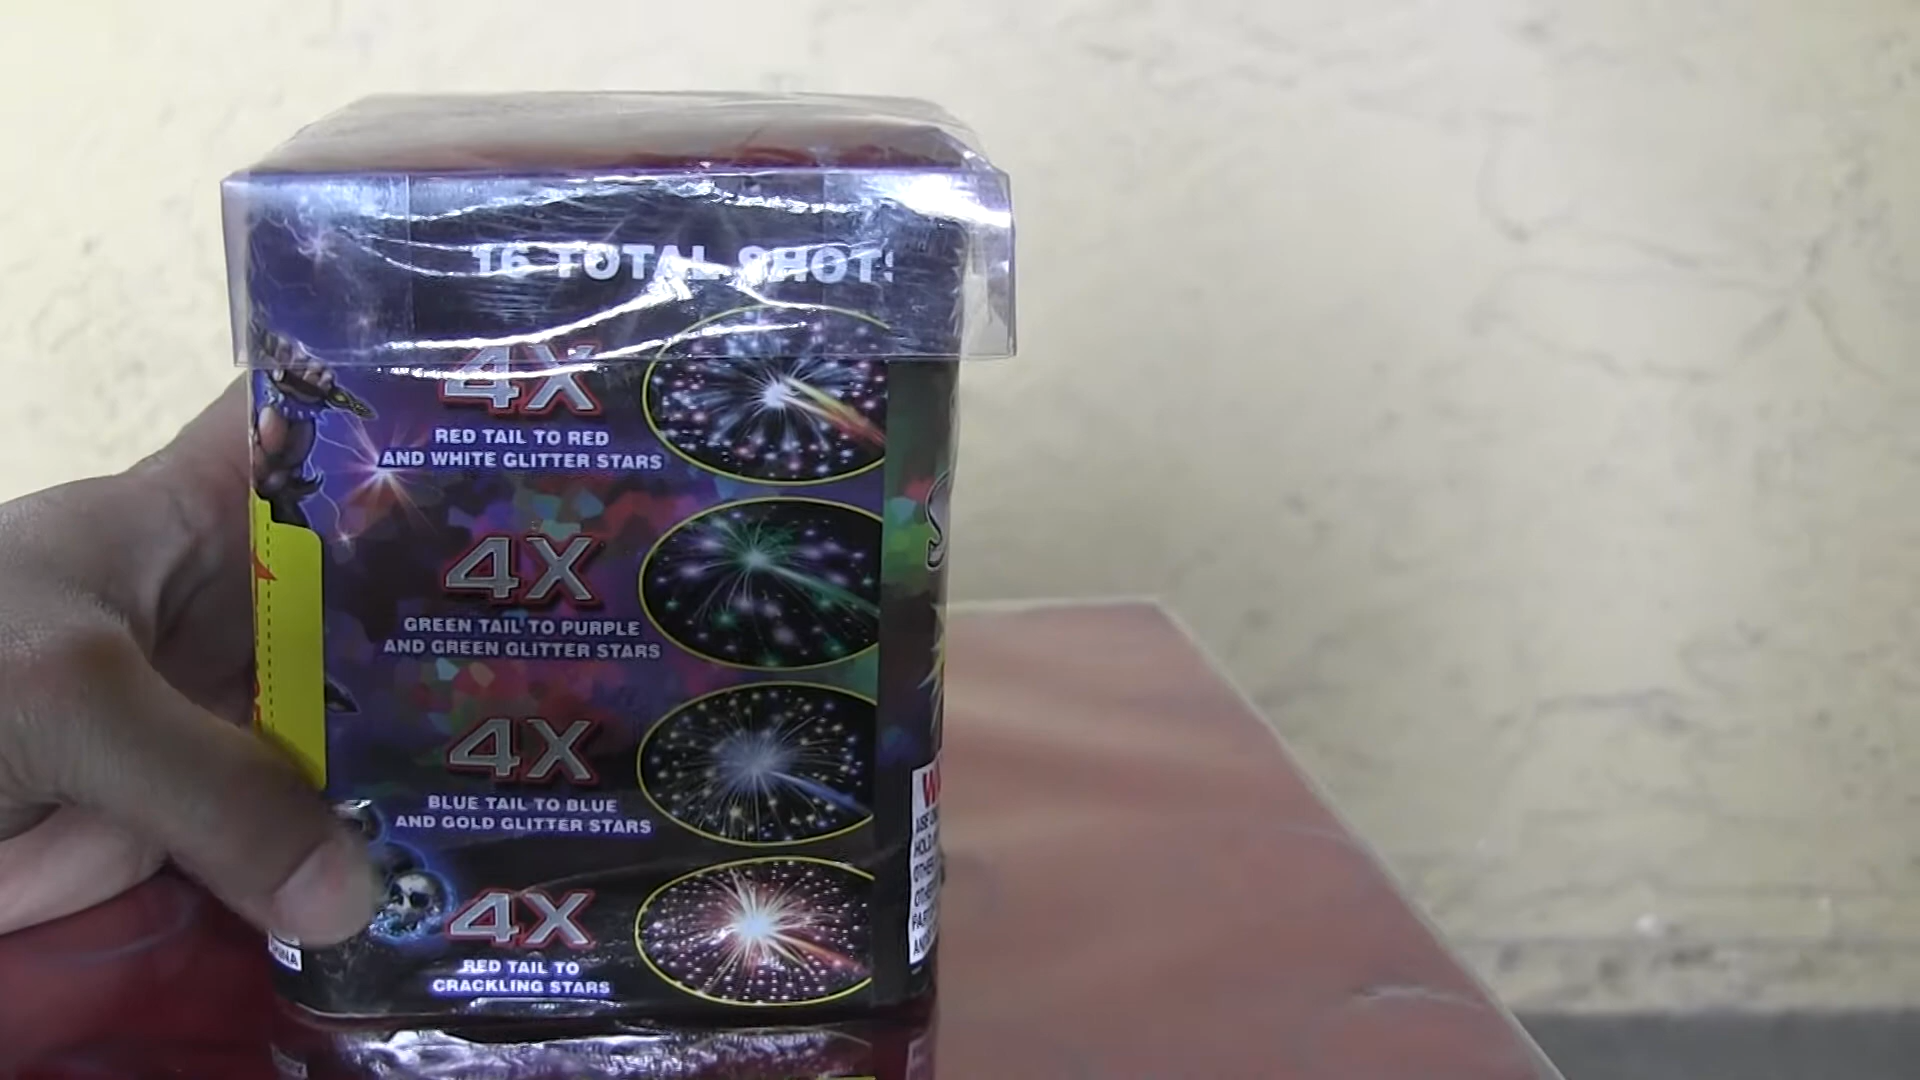 16 TOTAL SHOTS
4X
RED TAIL TO RED
AND WHITE GLITTER STARS
4X
GREEN TAIL TO PURPLE
AND GREEN GLITTER STARS
4X
BLUE TAIL TO BLUE
AND GOLD GLITTER STARS
4X
RED TAIL TO
CRACKLING STARS